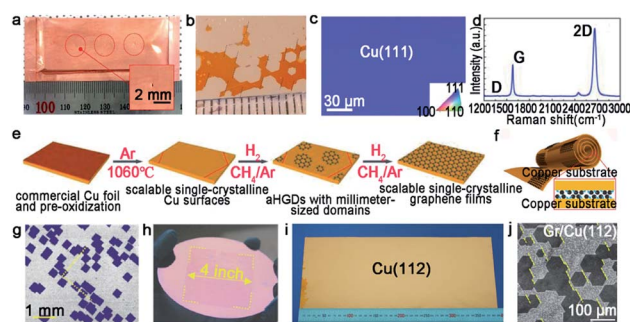 a
100
2 mm
b
c
Cu(111)
30 µm
111
100
110
d
Intensity (a.u.)
D
G
2D
1200 1500 1800 2100 2400 2700 3000
Raman shift(cm⁻¹)
e
Ar
1060℃
H₂
CH₄/Ar
H₂
CH₄/Ar
commercial Cu foil
and pre-oxidization
scalable single-crystalline
Cu surfaces
aHGDs with millimeter-
sized domains
scalable single-crystalline
graphene films
f
Copper substrate
Copper substrate
g
1 mm
h
4 inch
i
Cu(112)
j
Gr/Cu(112)
100 µm